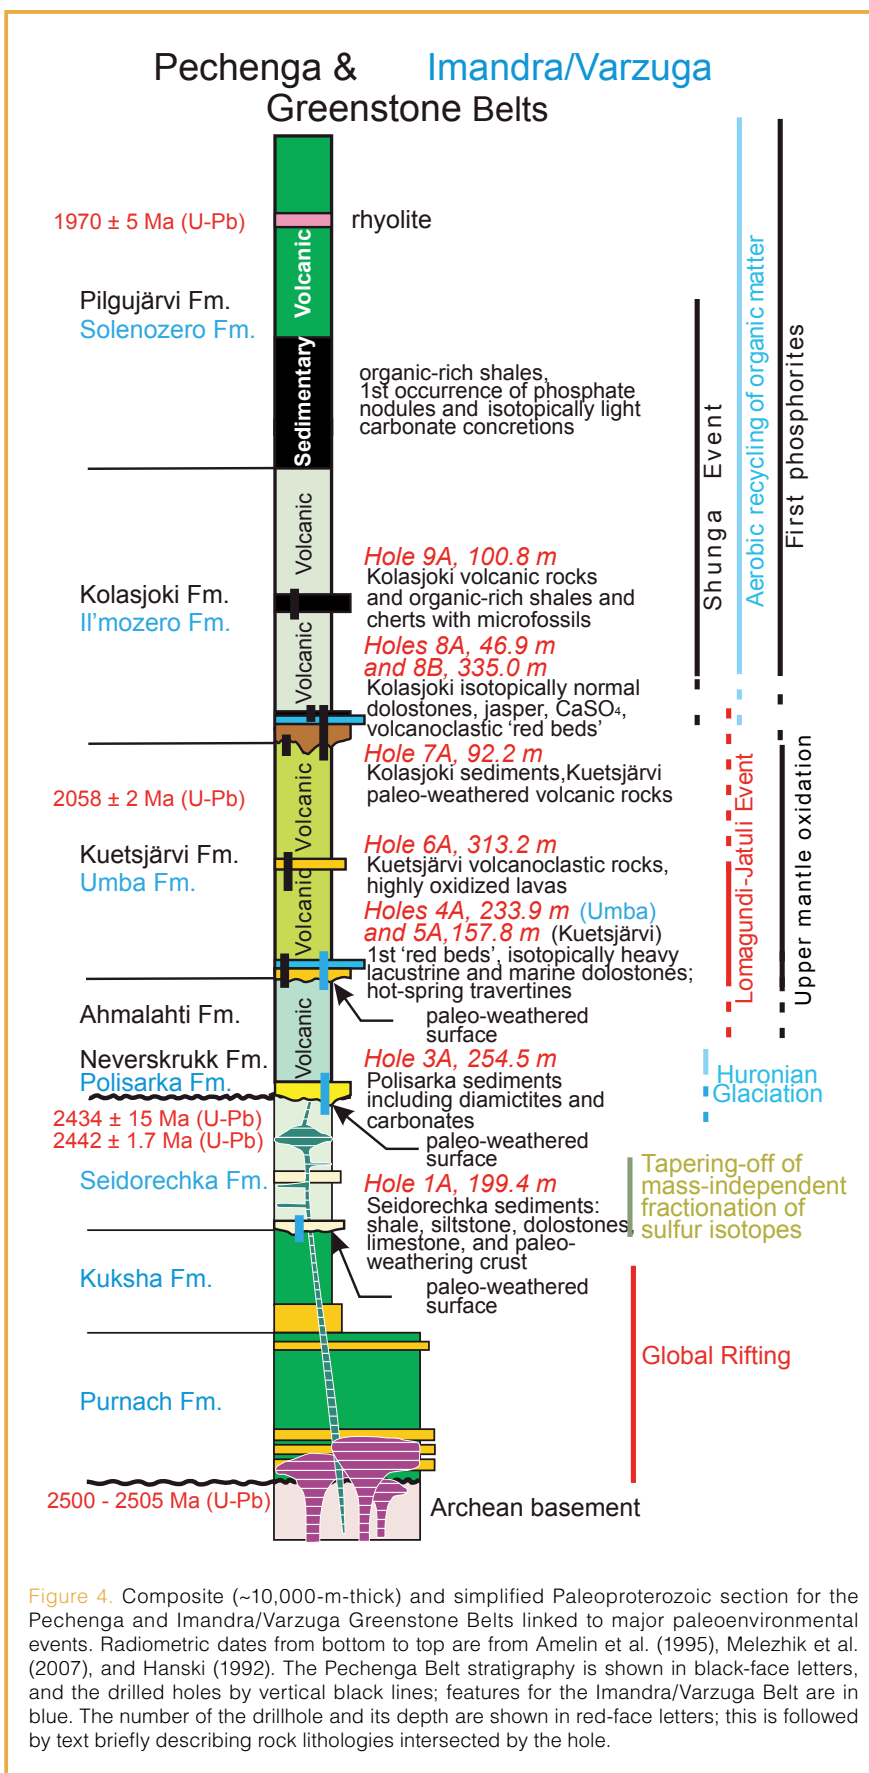 Pechenga & Imandra/Varzuga
Greenstone Belts
1970 ± 5 Ma (U-Pb)
rhyolite
Volcanic
Pilgujärvi Fm.
Solenozero Fm.
Sedimentary
organic-rich shales,
1st occurrence of phosphate
nodules and isotopically light
carbonate concretions
Volcanic
Hole 9A, 100.8 m
Kolasjoki volcanic rocks
and organic-rich shales and
cherts with microfossils
Kolasjoki Fm.
Il'mozero Fm.
Volcanic
Holes 8A, 46.9 m
and 8B, 335.0 m
Kolasjoki isotopically normal
dolostones, jasper, CaSO₄,
volcanoclastic 'red beds'
Hole 7A, 92.2 m
Kolasjoki sediments,Kuetsjärvi
paleo-weathered volcanic rocks
2058 ± 2 Ma (U-Pb)
Volcanic
Hole 6A, 313.2 m
Kuetsjärvi volcanoclastic rocks,
highly oxidized lavas
Kuetsjärvi Fm.
Umba Fm.
Volcanic
Holes 4A, 233.9 m (Umba)
and 5A,157.8 m (Kuetsjärvi)
1st 'red beds', isotopically heavy
lacustrine and marine dolostones;
hot-spring travertines
Ahmalahti Fm.
paleo-weathered
surface
Volcanic
Neverskrukk Fm.
Polisarka Fm.
Hole 3A, 254.5 m
Polisarka sediments
including diamictites and
carbonates
2434 ± 15 Ma (U-Pb)
2442 ± 1.7 Ma (U-Pb)
paleo-weathered
surface
Seidorechka Fm.
Hole 1A, 199.4 m
Seidorechka sediments:
shale, siltstone, dolostones,
limestone, and paleo-
weathering crust
Kuksha Fm.
paleo-weathered
surface
Purnach Fm.
2500 - 2505 Ma (U-Pb)
Archean basement
Shunga Event
Aerobic recycling of organic matter
First phosphorites
Lomagundi-Jatuli Event
Upper mantle oxidation
Huronian
Glaciation
Tapering-off of
mass-independent
fractionation of
sulfur isotopes
Global Rifting
Figure 4. Composite (~10,000-m-thick) and simplified Paleoproterozoic section for the
Pechenga and Imandra/Varzuga Greenstone Belts linked to major paleoenvironmental
events. Radiometric dates from bottom to top are from Amelin et al. (1995), Melezhik et al.
(2007), and Hanski (1992). The Pechenga Belt stratigraphy is shown in black-face letters,
and the drilled holes by vertical black lines; features for the Imandra/Varzuga Belt are in
blue. The number of the drillhole and its depth are shown in red-face letters; this is followed
by text briefly describing rock lithologies intersected by the hole.